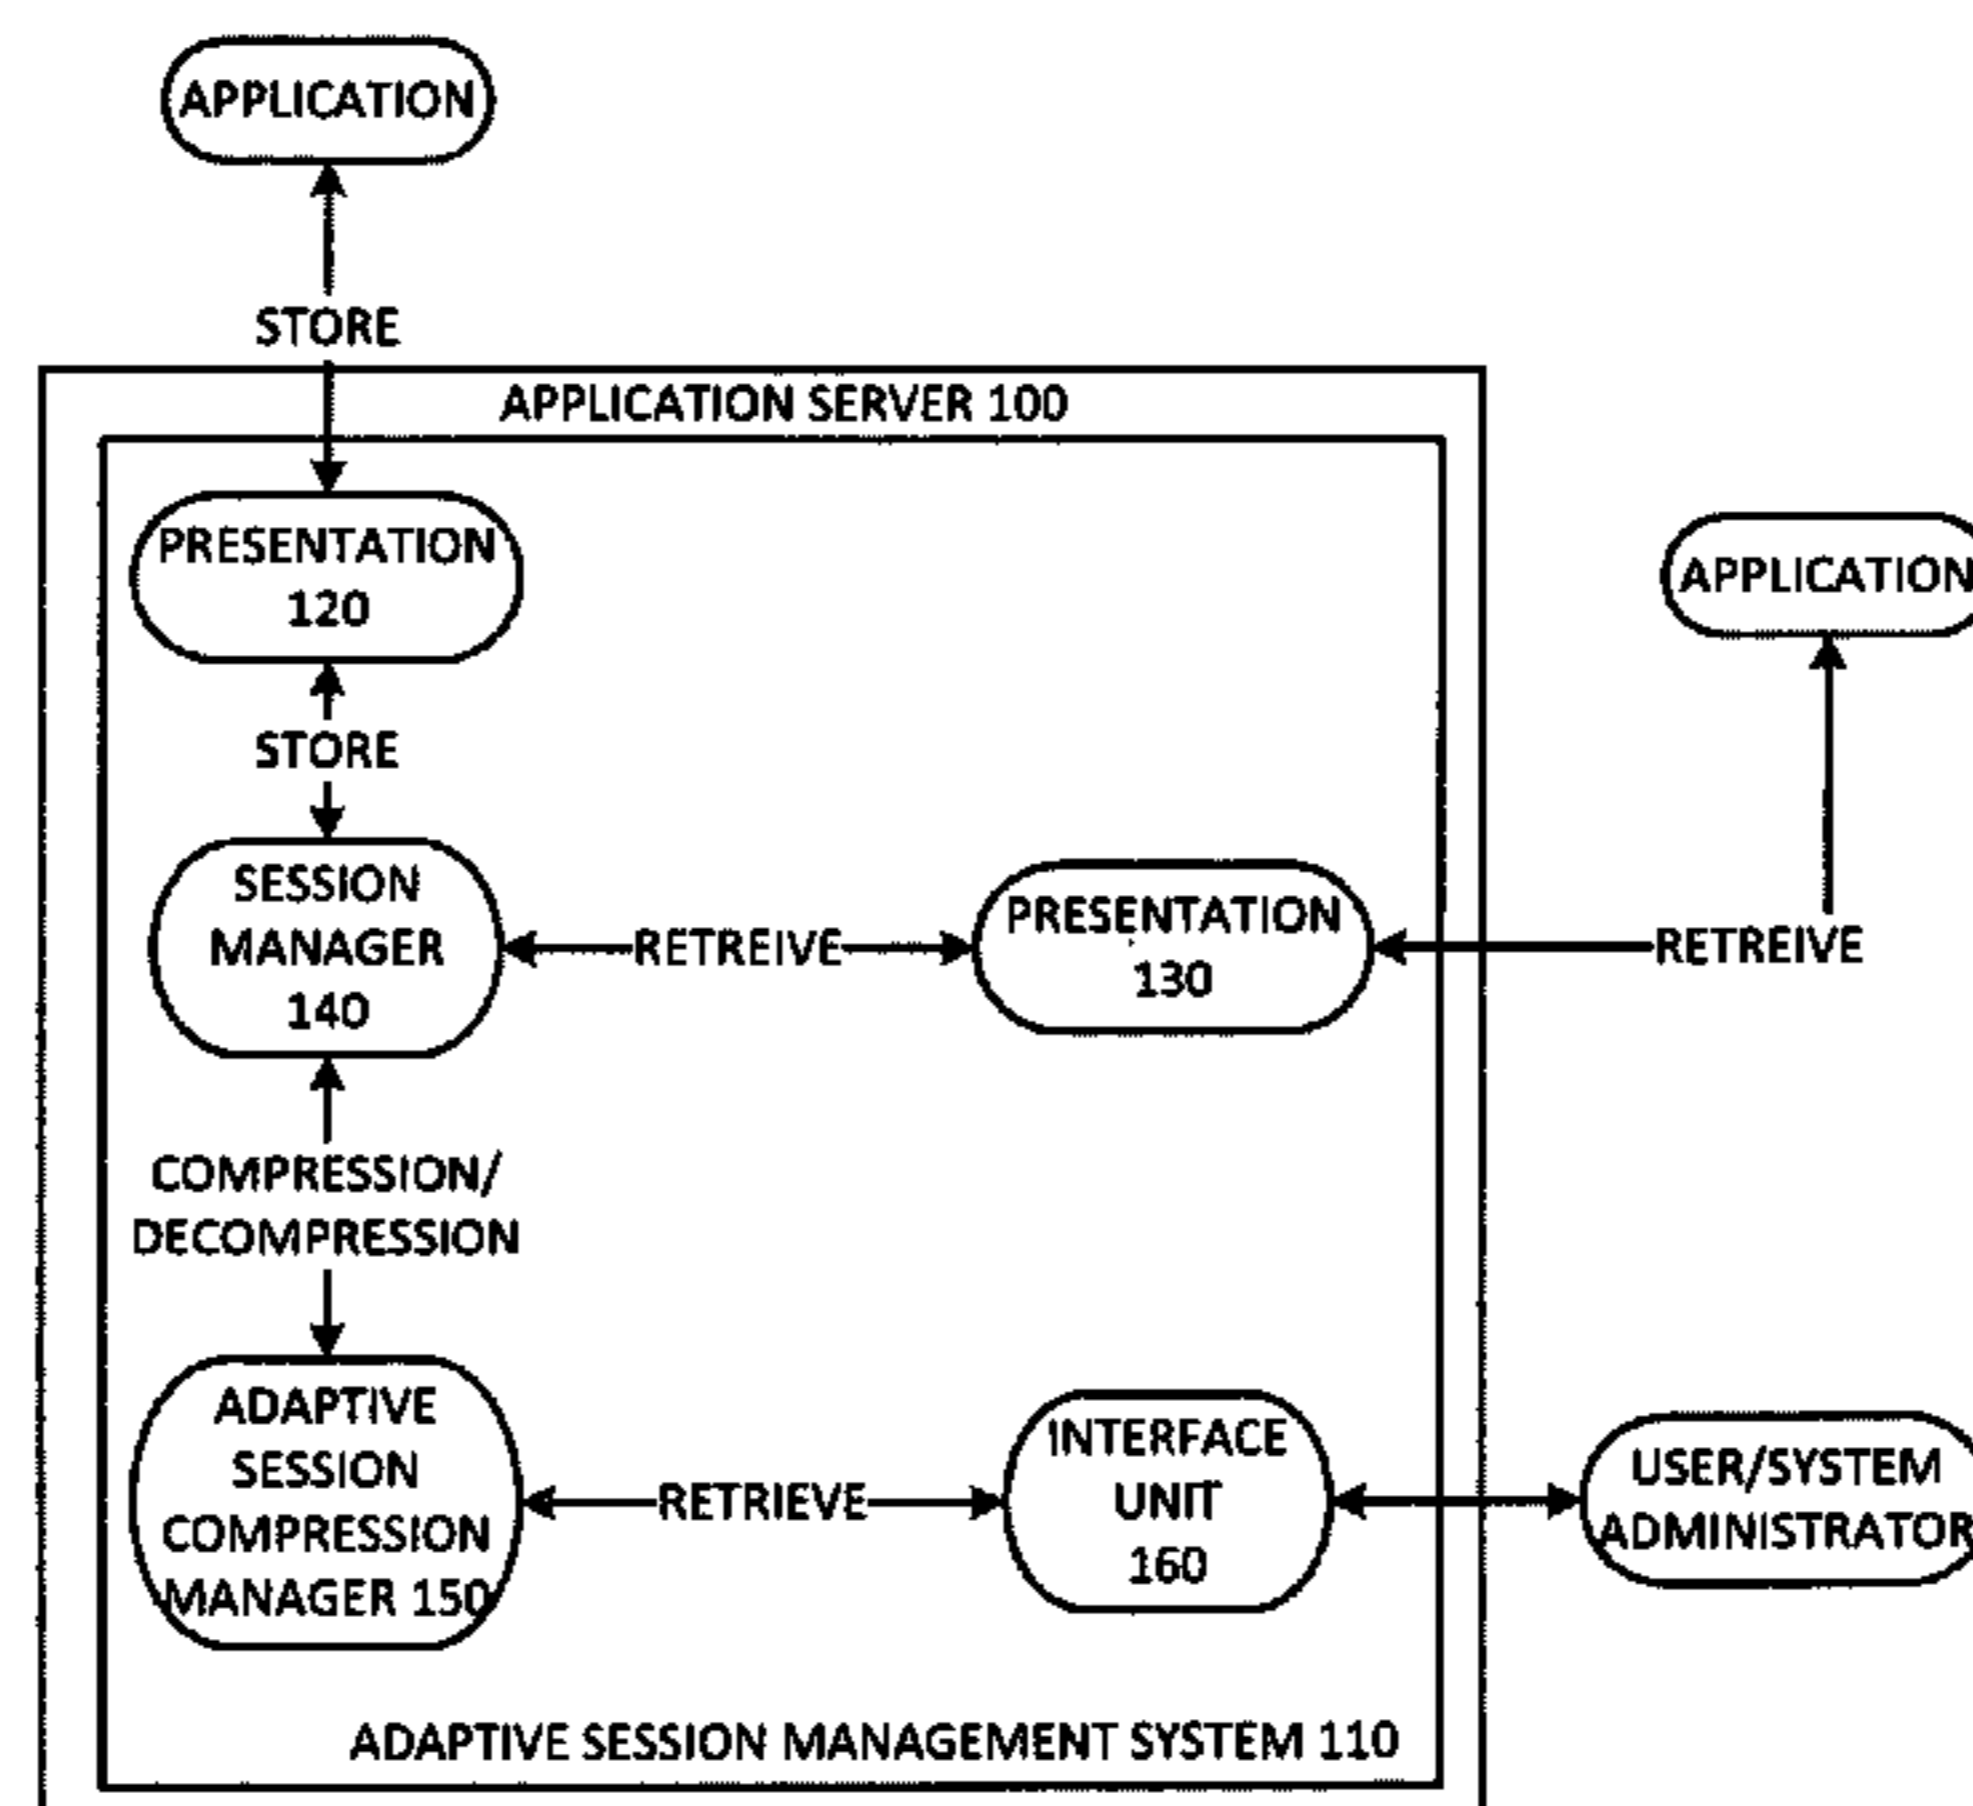 APPLICATION
STORE
APPLICATION SERVER 100
PRESENTATION
120
APPLICATION
STORE
SESSION
MANAGER
140
RETREIVE
PRESENTATION
130
RETREIVE
COMPRESSION/
DECOMPRESSION
ADAPTIVE
SESSION
COMPRESSION
MANAGER 150
RETRIEVE
INTERFACE
UNIT
160
USER/SYSTEM
ADMINISTRATOR
ADAPTIVE SESSION MANAGEMENT SYSTEM 110